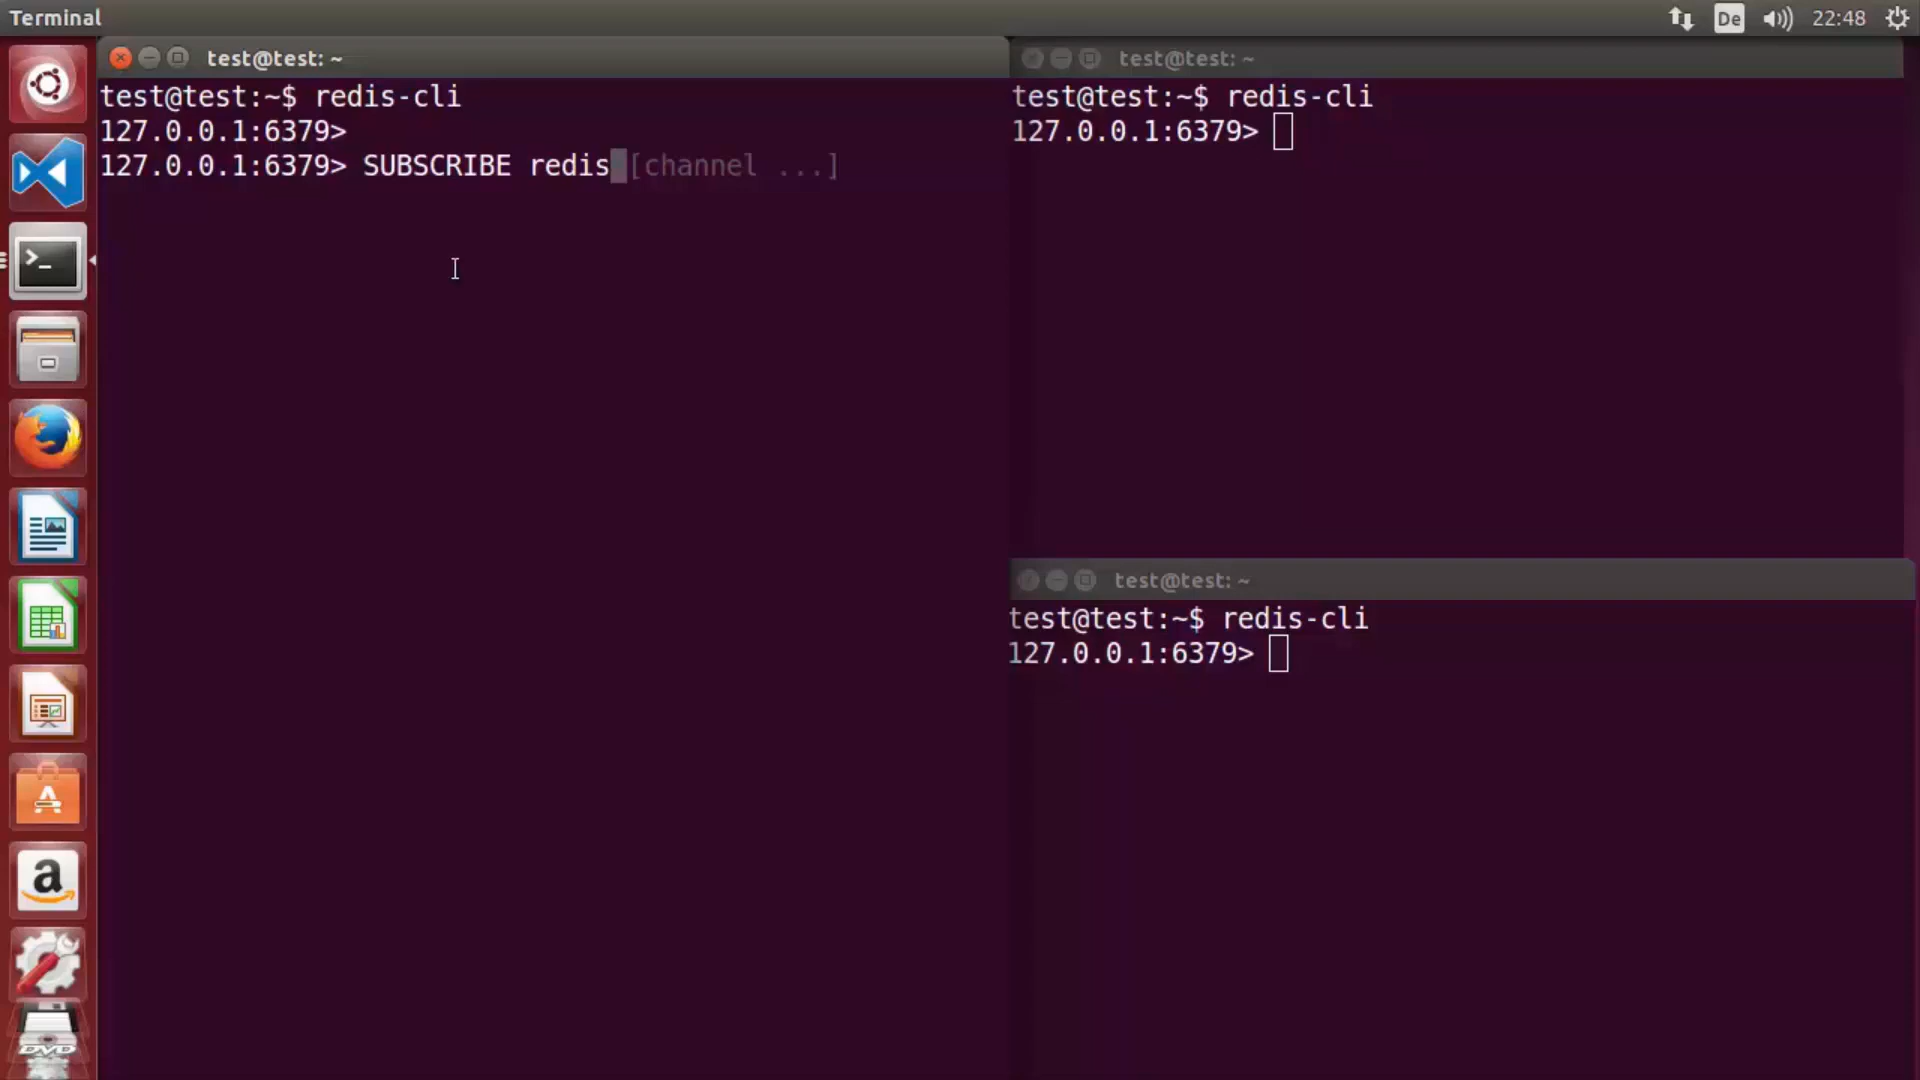 Terminal
De
22:48
test@test: ~
test@test:~$ redis-cli
127.0.0.1:6379>
127.0.0.1:6379> SUBSCRIBE redis [channel ...]
test@test: ~
test@test:~$ redis-cli
127.0.0.1:6379>
test@test: ~
test@test:~$ redis-cli
127.0.0.1:6379>
>_
A
a
DVD